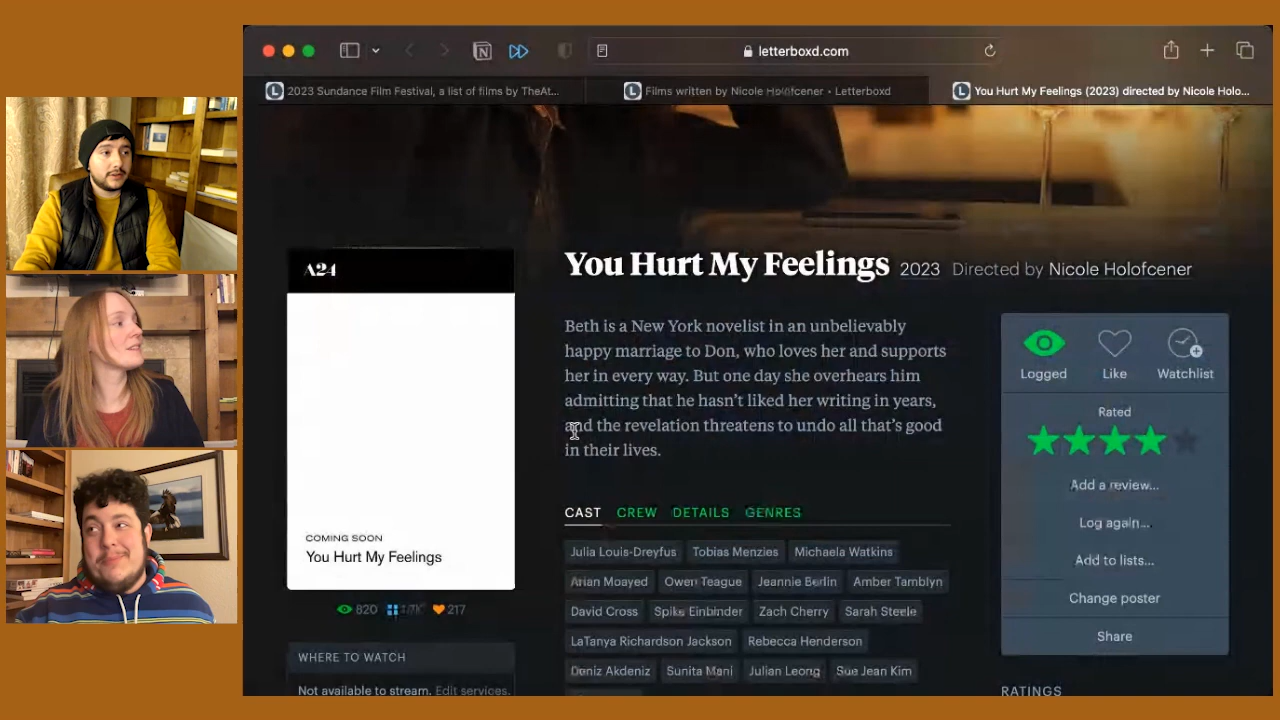 letterboxd.com
2023 Sundance Film Festival, a list of films by TheAt...
Films written by Nicole Holofcener • Letterboxd
You Hurt My Feelings (2023) directed by Nicole Holo...
A24
COMING SOON
You Hurt My Feelings
820
217
WHERE TO WATCH
Not available to stream. Edit services.
You Hurt My Feelings 2023 Directed by Nicole Holofcener
Beth is a New York novelist in an unbelievably
happy marriage to Don, who loves her and supports
her in every way. But one day she overhears him
admitting that he hasn't liked her writing in years,
and the revelation threatens to undo all that's good
in their lives.
CAST CREW DETAILS GENRES
Julia Louis-Dreyfus Tobias Menzies Michaela Watkins
Arian Moayed Owen Teague Jeannie Berlin Amber Tamblyn
David Cross Spike Einbinder Zach Cherry Sarah Steele
LaTanya Richardson Jackson Rebecca Henderson
Deniz Akdeniz Sunita Mani Julian Leong Sue Jean Kim
Logged Like Watchlist
Rated
Add a review...
Log again...
Add to lists...
Change poster
Share
RATINGS